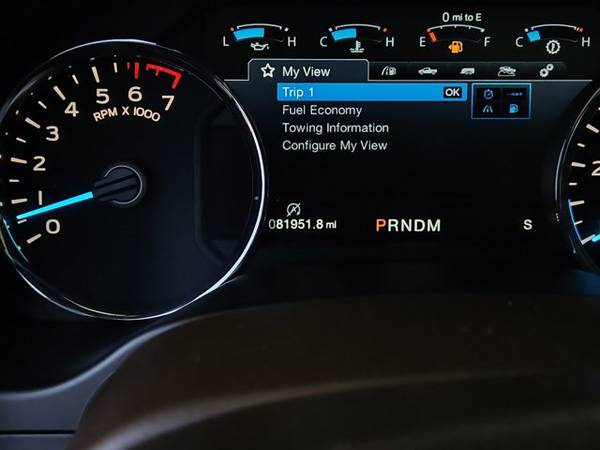 0 mi to E
L H C H E F C H
My View
Trip 1 OK
Fuel Economy
Towing Information
Configure My View
081951.8 mi
PRNDM S
0
1
2
3
4
5 6 7
RPM X 1000
2